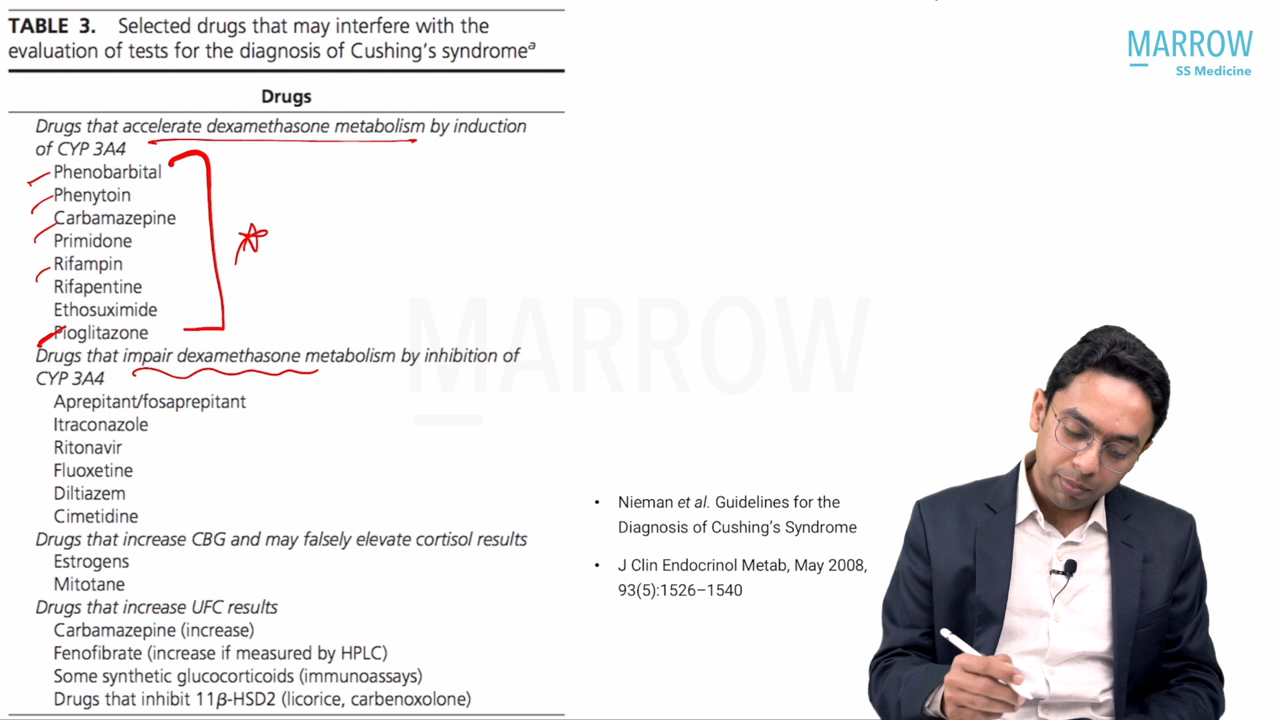 TABLE 3. Selected drugs that may interfere with the
evaluation of tests for the diagnosis of Cushing's syndromeᵃ
Drugs
Drugs that accelerate dexamethasone metabolism by induction
of CYP 3A4
Phenobarbital
Phenytoin
Carbamazepine
Primidone
Rifampin
Rifapentine
Ethosuximide
Pioglitazone
Drugs that impair dexamethasone metabolism by inhibition of
CYP 3A4
Aprepitant/fosaprepitant
Itraconazole
Ritonavir
Fluoxetine
Diltiazem
Cimetidine
Drugs that increase CBG and may falsely elevate cortisol results
Estrogens
Mitotane
Drugs that increase UFC results
Carbamazepine (increase)
Fenofibrate (increase if measured by HPLC)
Some synthetic glucocorticoids (immunoassays)
Drugs that inhibit 11β-HSD2 (licorice, carbenoxolone)
MARROW
SS Medicine
MARROW
• Nieman et al. Guidelines for the
Diagnosis of Cushing's Syndrome
• J Clin Endocrinol Metab, May 2008,
93(5):1526–1540